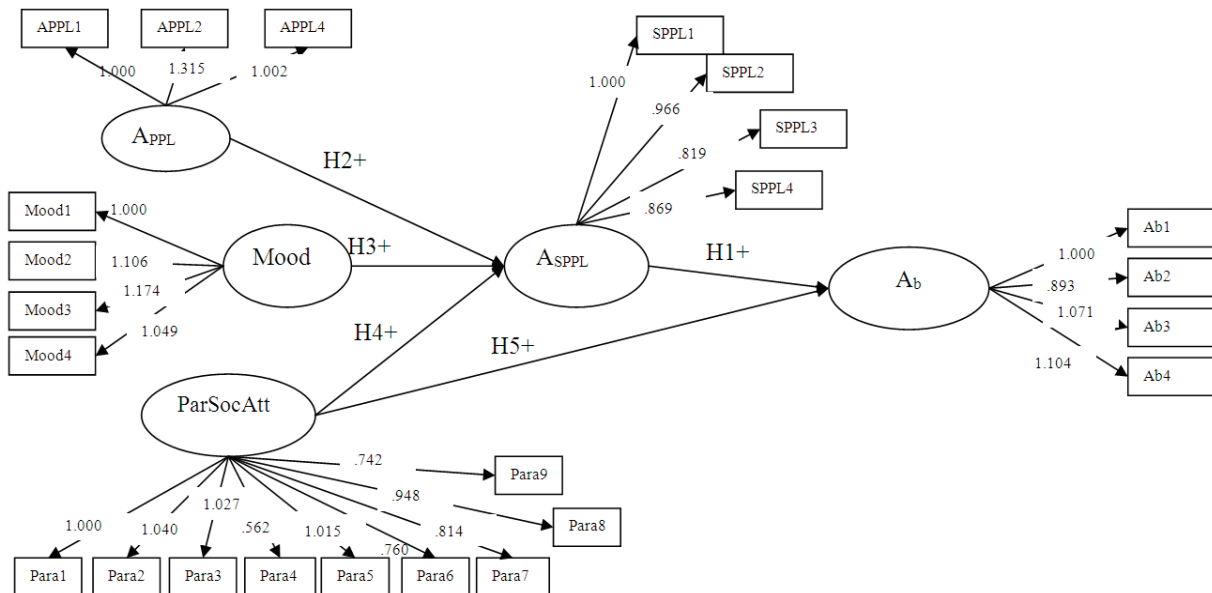 APPL1 APPL2 APPL4
1.000 1.315 1.002
APPL
H2+
SPPL1
SPPL2
SPPL3
SPPL4
1.000
.966
.819
.869
Mood1
Mood2
Mood3
Mood4
1.000
1.106
1.174
1.049
Mood
H3+
ASPPL
H1+
Ab
Ab1
Ab2
Ab3
Ab4
1.000
.893
1.071
1.104
H4+
H5+
ParSocAtt
.742
.948
.814
.760
1.015
.562
1.027
1.040
1.000
Para9
Para8
Para1 Para2 Para3 Para4 Para5 Para6 Para7